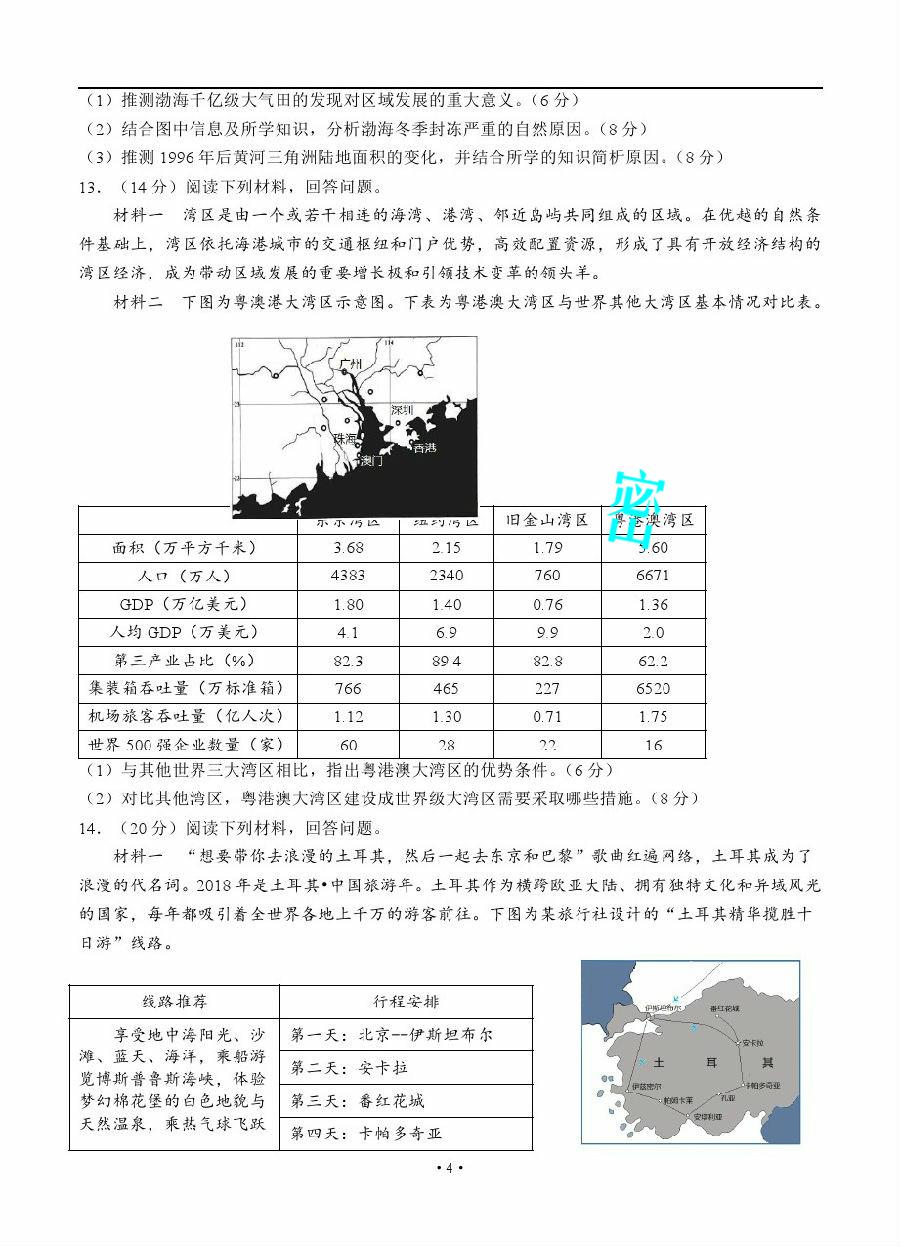 （1）推测渤海千亿级大气田的发现对区域发展的重大意义。（6 分）
（2）结合图中信息及所学知识，分析渤海冬季封冻严重的自然原因。（8 分）
（3）推测 1996 年后黄河三角洲陆地面积的变化，并结合所学的知识简析原因。（8 分）
13．（14 分）阅读下列材料，回答问题。
材料一 湾区是由一个或若干相连的海湾、港湾、邻近岛屿共同组成的区域。在优越的自然条
件基础上，湾区依托海港城市的交通枢纽和门户优势，高效配置资源，形成了具有开放经济结构的
湾区经济，成为带动区域发展的重要增长极和引领技术变革的领头羊。
材料二 下图为粤澳港大湾区示意图。下表为粤港澳大湾区与世界其他大湾区基本情况对比表。
112 114
广州
23
深圳
珠海
香港
澳门
22
东京湾区 纽约湾区 旧金山湾区 粤港澳湾区
密
面积（万平方千米） 3.68 2.15 1.79 5.60
人口（万人） 4383 2340 760 6671
GDP（万亿美元） 1.80 1.40 0.76 1.36
人均 GDP（万美元） 4.1 6.9 9.9 2.0
第三产业占比（%） 82.3 89.4 82.8 62.2
集装箱吞吐量（万标准箱） 766 465 227 6520
机场旅客吞吐量（亿人次） 1.12 1.30 0.71 1.75
世界 500 强企业数量（家） 60 28 22 16
（1）与其他世界三大湾区相比，指出粤港澳大湾区的优势条件。（6 分）
（2）对比其他湾区，粤港澳大湾区建设成世界级大湾区需要采取哪些措施。（8 分）
14．（20 分）阅读下列材料，回答问题。
材料一 “想要带你去浪漫的土耳其，然后一起去东京和巴黎”歌曲红遍网络，土耳其成为了
浪漫的代名词。2018 年是土耳其•中国旅游年。土耳其作为横跨欧亚大陆、拥有独特文化和异域风光
的国家，每年都吸引着全世界各地上千万的游客前往。下图为某旅行社设计的“土耳其精华揽胜十
日游”线路。
线路推荐 行程安排
享受地中海阳光、沙
滩、蓝天、海洋，乘船游
览博斯普鲁斯海峡，体验
梦幻棉花堡的白色地貌与
天然温泉，乘热气球飞跃
第一天：北京--伊斯坦布尔
第二天：安卡拉
第三天：番红花城
第四天：卡帕多奇亚
伊斯坦布尔 番红花城
安卡拉
土 耳 其
伊兹密尔 卡帕多奇亚
帕姆卡莱 孔亚
安塔利亚
• 4 •